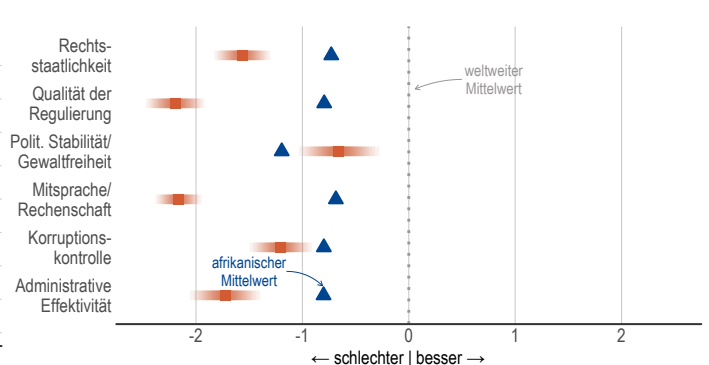 Rechts-
staatlichkeit
Qualität der
Regulierung
Polit. Stabilität/
Gewaltfreiheit
Mitsprache/
Rechenschaft
Korruptions-
kontrolle
Administrative
Effektivität
weltweiter
Mittelwert
afrikanischer
Mittelwert
-2 -1 0 1 2
← schlechter | besser →